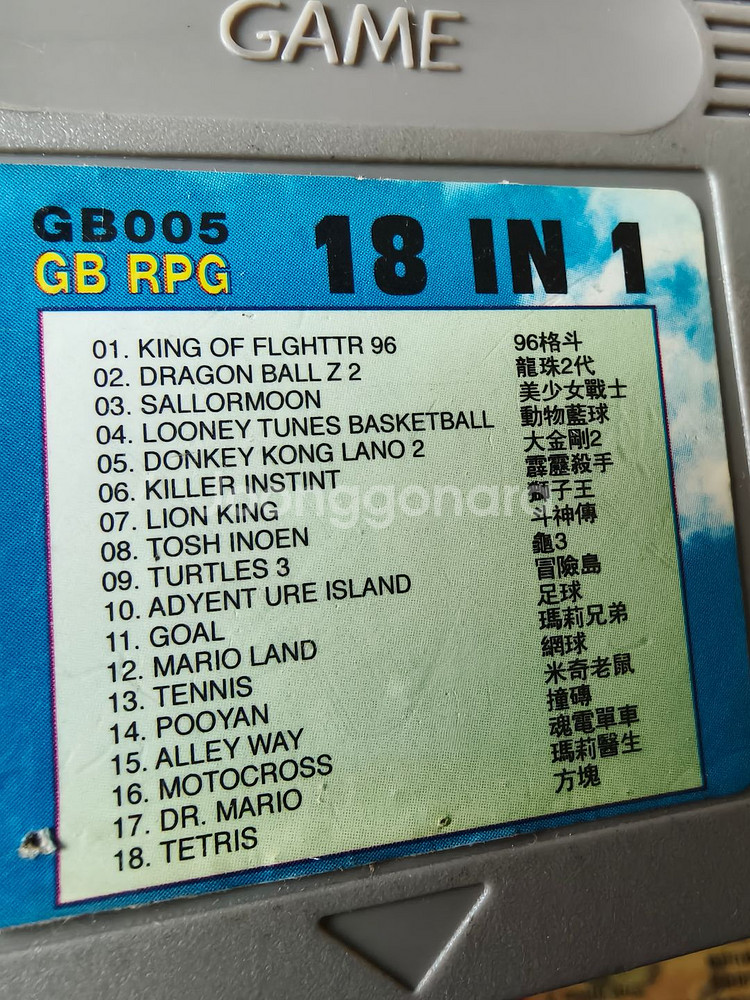 GAME
GB005
GB RPG
18 IN 1
01. KING OF FLGHTTR 96 96格斗
02. DRAGON BALL Z 2 龍珠2代
03. SALLORMOON 美少女戰士
04. LOONEY TUNES BASKETBALL 動物藍球
05. DONKEY KONG LANO 2 大金剛2
06. KILLER INSTINT 霹靂殺手
07. LION KING 獅子王
08. TOSH INOEN 斗神傳
09. TURTLES 3 龜3
10. ADYENT URE ISLAND 冒險島
11. GOAL 足球
12. MARIO LAND 瑪莉兄弟
13. TENNIS 網球
14. POOYAN 米奇老鼠
15. ALLEY WAY 撞磚
16. MOTOCROSS 魂電單車
17. DR. MARIO 瑪莉醫生
18. TETRIS 方塊
joonggonara